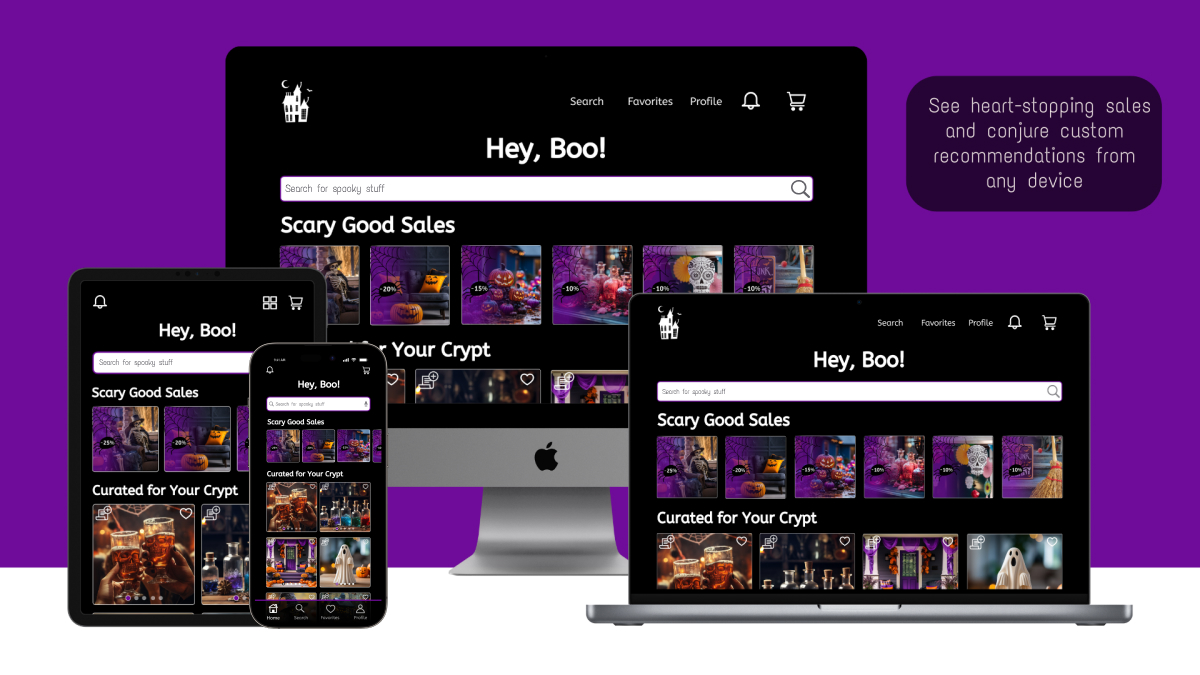 Search Favorites Profile
Hey, Boo!
Search for spooky stuff
Scary Good Sales
-20%
-15%
-10%
-10%
-10%
for Your Crypt
See heart-stopping sales
and conjure custom
recommendations from
any device
Hey, Boo!
Search for spooky stuff
Scary Good Sales
-25%
-20%
Curated for Your Crypt
9:41 AM
Hey, Boo!
Search for spooky stuff
Scary Good Sales
Curated for Your Crypt
Home Search Favorites Profile
Search Favorites Profile
Hey, Boo!
Search for spooky stuff
Scary Good Sales
-25%
-20%
-15%
-10%
-10%
-10%
Curated for Your Crypt